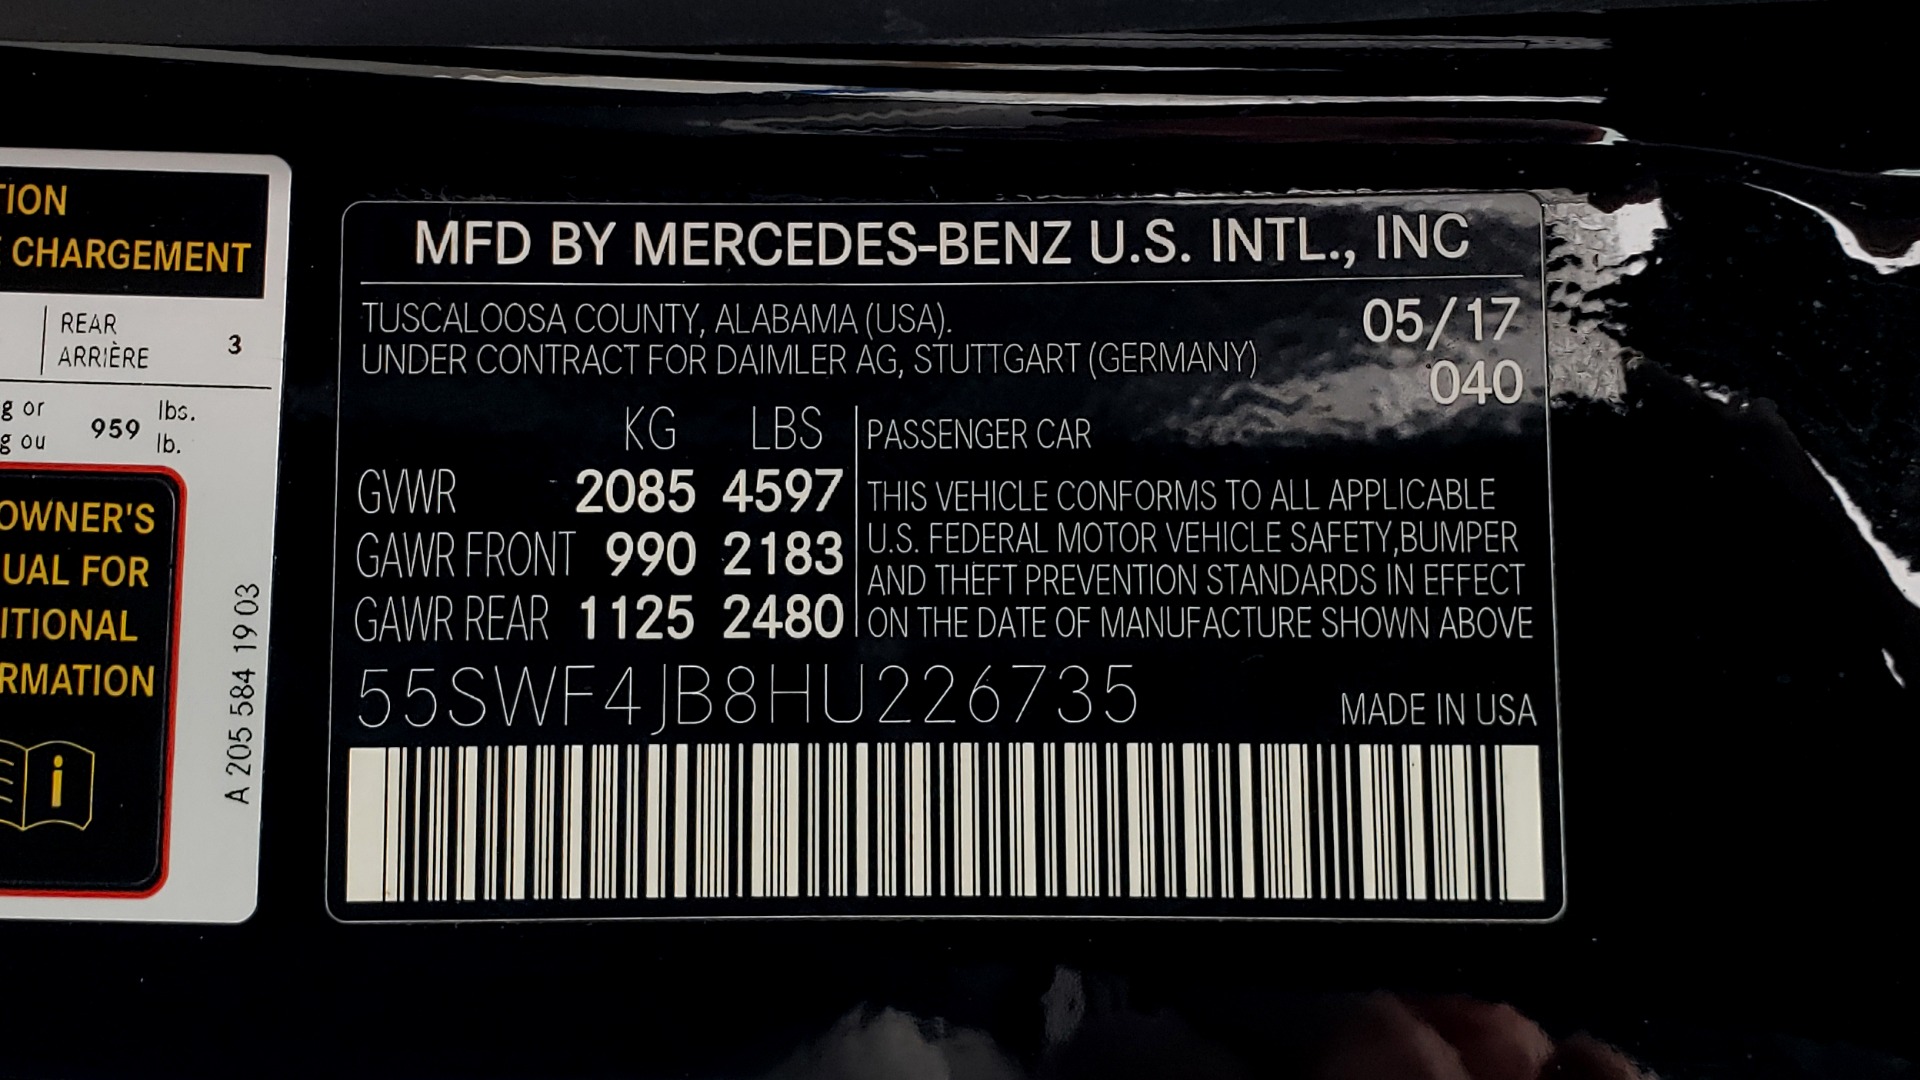 TION
E CHARGEMENT
REAR
ARRIÈRE
3
g or
g ou
959
lbs.
lb.
OWNER'S
UAL FOR
ITIONAL
RMATION
i
A 205 584 19 03
MFD BY MERCEDES-BENZ U.S. INTL., INC
TUSCALOOSA COUNTY, ALABAMA (USA).
UNDER CONTRACT FOR DAIMLER AG, STUTTGART (GERMANY)
05/17
040
KG LBS
GVWR 2085 4597
GAWR FRONT 990 2183
GAWR REAR 1125 2480
PASSENGER CAR
THIS VEHICLE CONFORMS TO ALL APPLICABLE
U.S. FEDERAL MOTOR VEHICLE SAFETY,BUMPER
AND THEFT PREVENTION STANDARDS IN EFFECT
ON THE DATE OF MANUFACTURE SHOWN ABOVE
55SWF4JB8HU226735
MADE IN USA